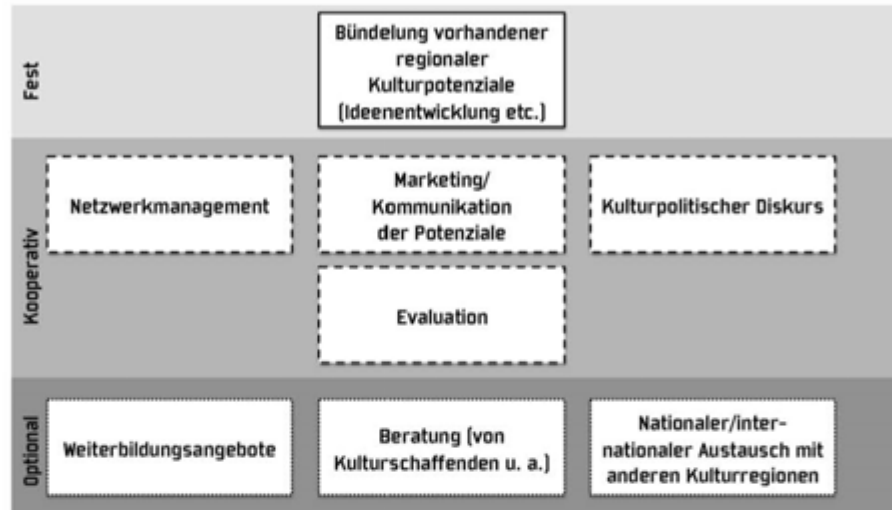 Fest
Bündelung vorhandener
regionaler
Kulturpotenziale
(Ideenentwicklung etc.)
Kooperativ
Netzwerkmanagement
Marketing/
Kommunikation
der Potenziale
Kulturpolitischer Diskurs
Evaluation
Optional
Weiterbildungsangebote
Beratung (von
Kulturschaffenden u. a.)
Nationaler/inter-
nationaler Austausch mit
anderen Kulturregionen